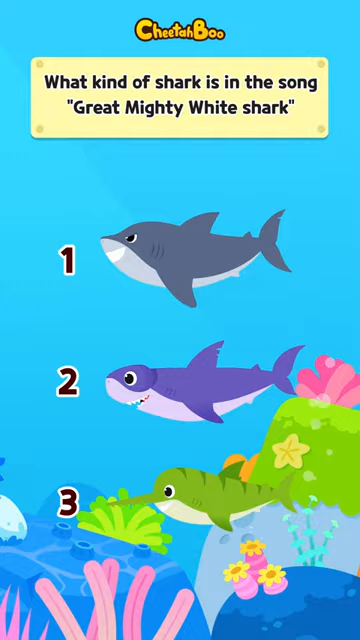 CheetahBoo
What kind of shark is in the song
"Great Mighty White shark"
1
2
3